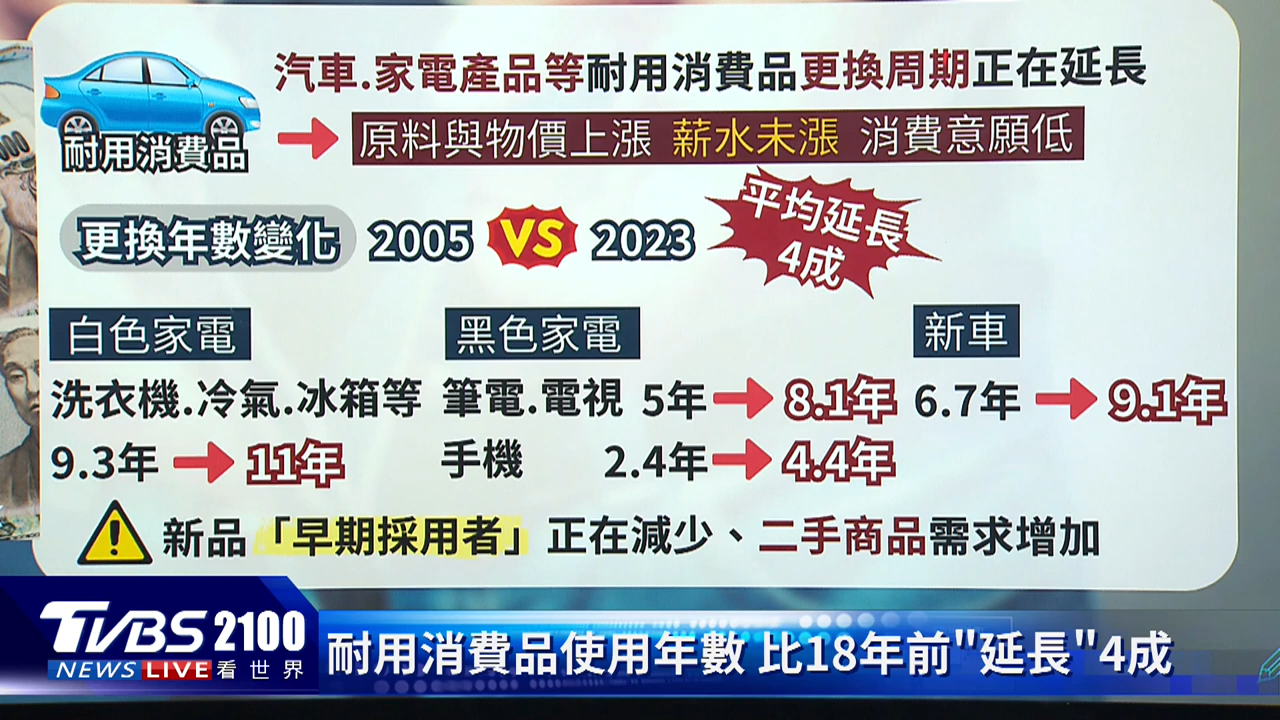 汽車.家電產品等耐用消費品更換周期正在延長
耐用消費品
原料與物價上漲 薪水未漲 消費意願低
更換年數變化 2005 VS 2023
平均延長
4成
白色家電
洗衣機.冷氣.冰箱等
9.3年 11年
黑色家電
筆電.電視 5年 8.1年
手機 2.4年 4.4年
新車
6.7年 9.1年
新品「早期採用者」正在減少、二手商品需求增加
TVBS 2100
NEWS LIVE 看世界
耐用消費品使用年數 比18年前"延長"4成